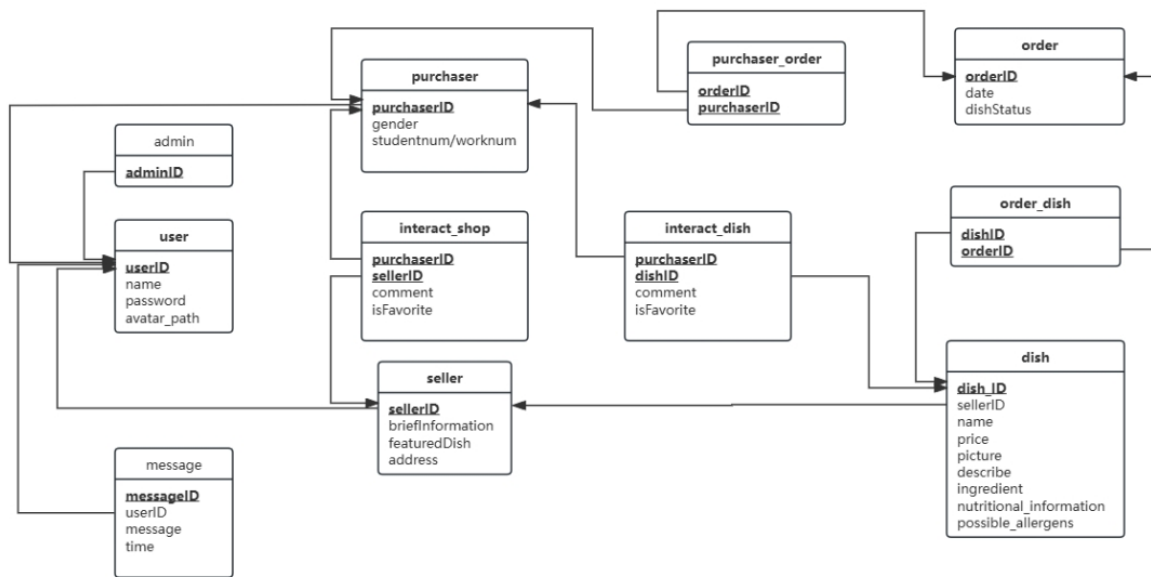 purchaser
purchaserID
gender
studentnum/worknum
purchaser_order
orderID
purchaserID
order
orderID
date
dishStatus
admin
adminID
user
userID
name
password
avatar_path
interact_shop
purchaserID
sellerID
comment
isFavorite
interact_dish
purchaserID
dishID
comment
isFavorite
order_dish
dishID
orderID
seller
sellerID
briefInformation
featuredDish
address
dish
dish_ID
sellerID
name
price
picture
describe
ingredient
nutritional_information
possible_allergens
message
messageID
userID
message
time